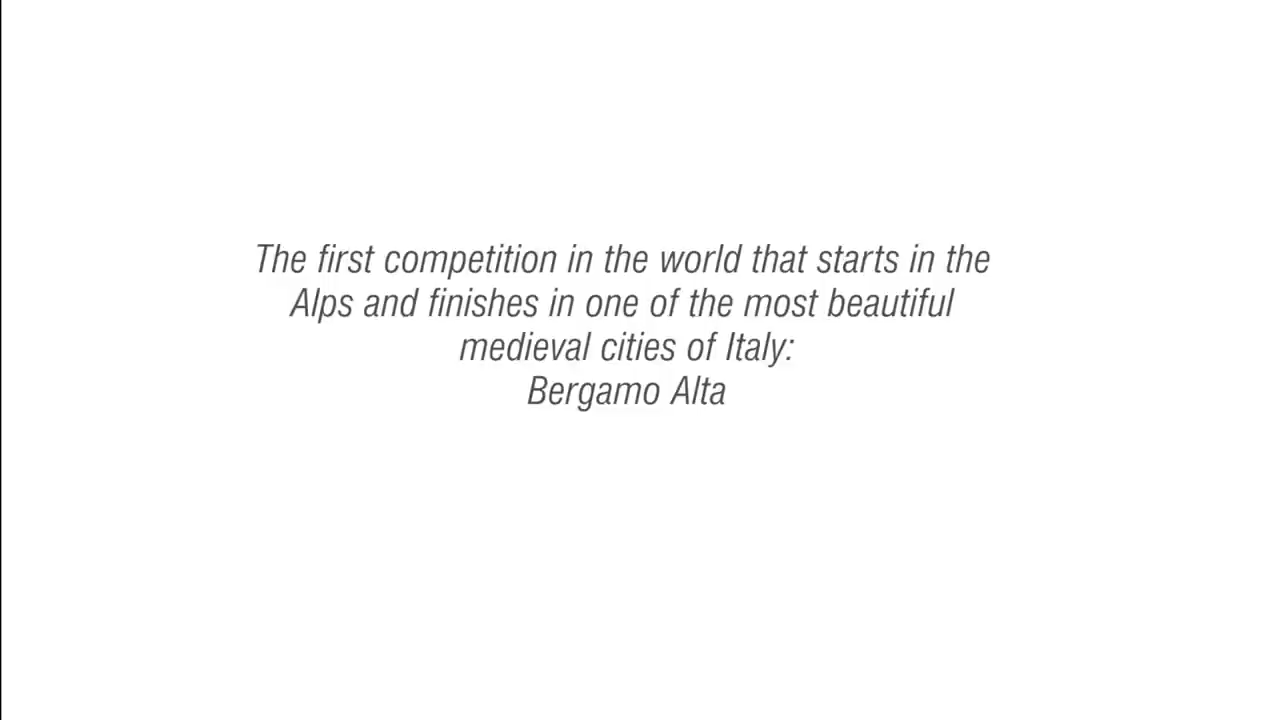 The first competition in the world that starts in the
Alps and finishes in one of the most beautiful
medieval cities of Italy:
Bergamo Alta